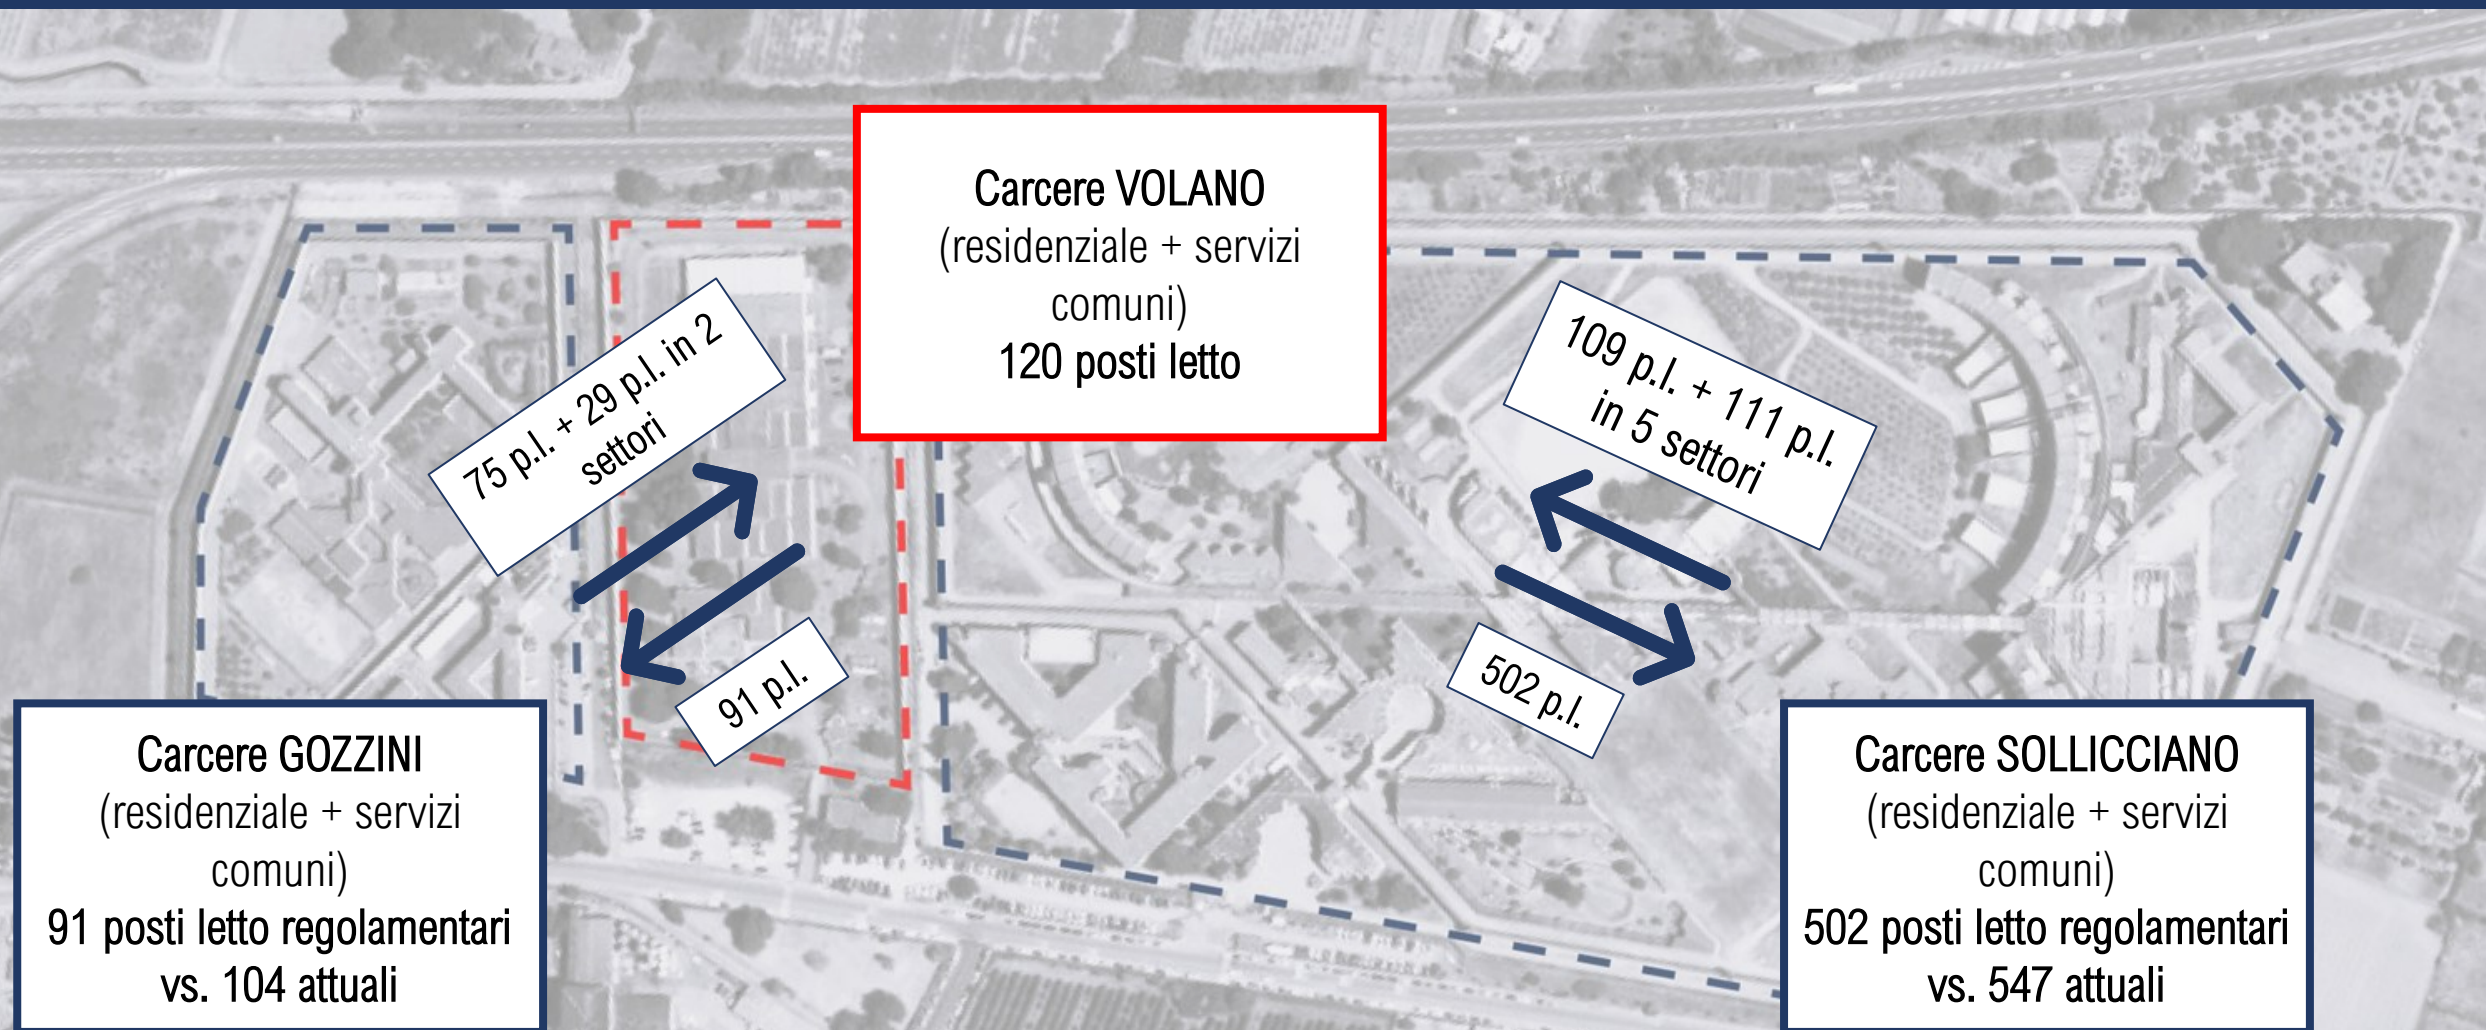 Carcere VOLANO
(residenziale + servizi
comuni)
120 posti letto
75 p.l. + 29 p.l. in 2
settori
91 p.l.
109 p.l. + 111 p.l.
in 5 settori
502 p.l.
Carcere GOZZINI
(residenziale + servizi
comuni)
91 posti letto regolamentari
vs. 104 attuali
Carcere SOLLICCIANO
(residenziale + servizi
comuni)
502 posti letto regolamentari
vs. 547 attuali